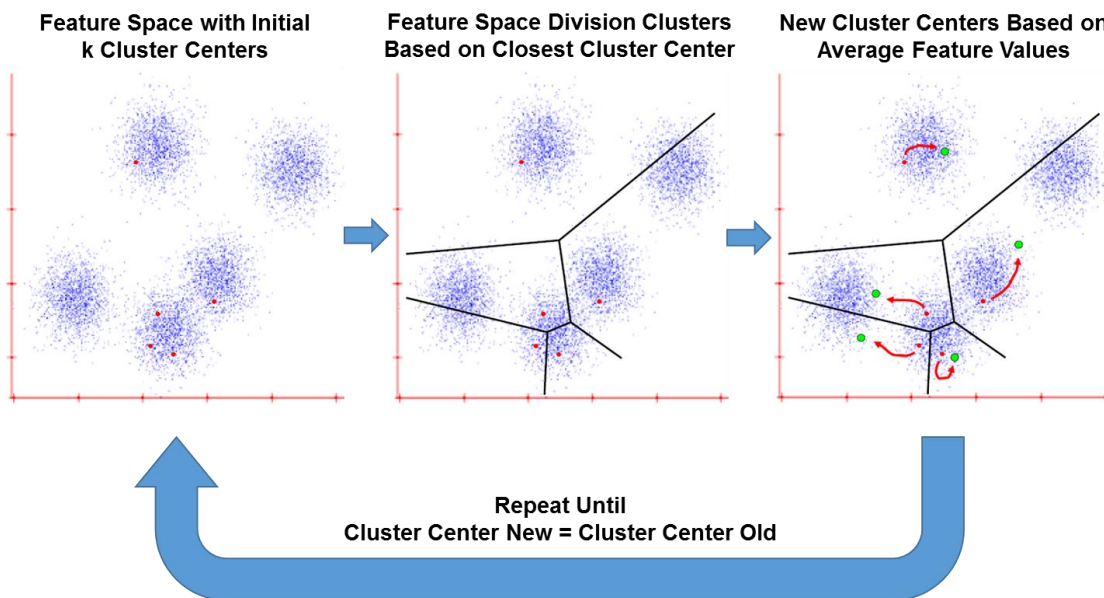 Feature Space with Initial
k Cluster Centers
Feature Space Division Clusters
Based on Closest Cluster Center
New Cluster Centers Based on
Average Feature Values
Repeat Until
Cluster Center New = Cluster Center Old